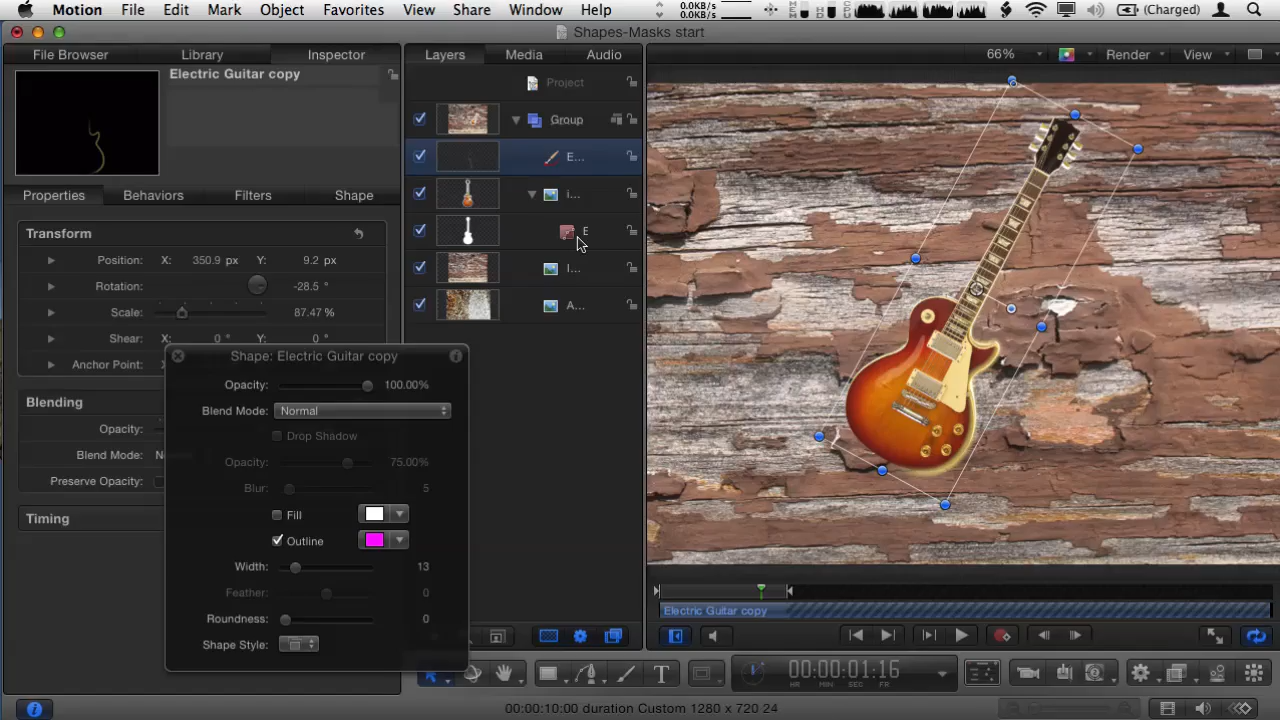 Motion File Edit Mark Object Favorites View Share Window Help 0.0KB/s 0.0KB/s (Charged)
Shapes-Masks start
File Browser Library Inspector Layers Media Audio 66% Render View
Electric Guitar copy
Project
Group
E...
i...
E
I...
A...
Properties Behaviors Filters Shape
Transform
Position: X: 350.9 px Y: 9.2 px
Rotation: -28.5 °
Scale: 87.47 %
Shear: X: 0 ° Y: 0 °
Anchor Point:
Blending
Opacity:
Blend Mode:
Preserve Opacity:
Timing
Shape: Electric Guitar copy
Opacity: 100.00%
Blend Mode: Normal
Drop Shadow
Opacity: 75.00%
Blur: 5
Fill
Outline
Width: 13
Feather: 0
Roundness: 0
Shape Style:
Electric Guitar copy
T
00:00:01:16
HR MIN SEC FR
00:00:10:00 duration Custom 1280 x 720 24